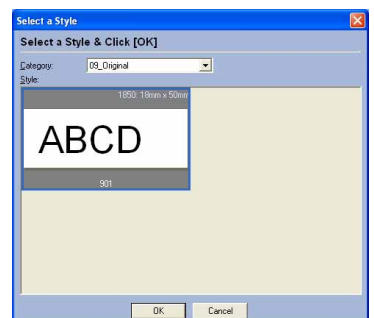 Select a Style
Select a Style & Click [OK]
Category: 09_Original
Style:
1850: 18mm x 50mm
ABCD
901
OK Cancel